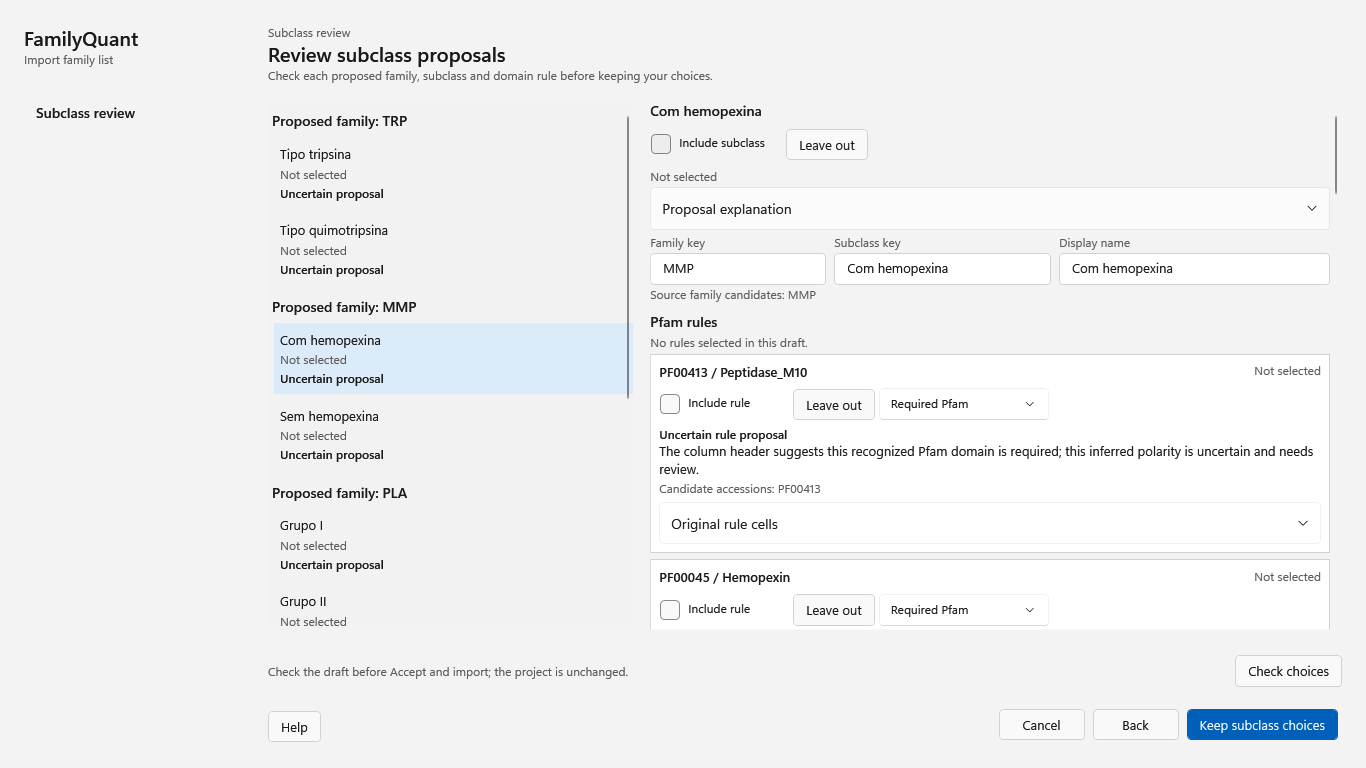 FamilyQuant
Import family list
Subclass review
Subclass review
Review subclass proposals
Check each proposed family, subclass and domain rule before keeping your choices.
Proposed family: TRP
Tipo tripsina
Not selected
Uncertain proposal
Tipo quimotripsina
Not selected
Uncertain proposal
Proposed family: MMP
Com hemopexina
Not selected
Uncertain proposal
Sem hemopexina
Not selected
Uncertain proposal
Proposed family: PLA
Grupo I
Not selected
Uncertain proposal
Grupo II
Not selected
Com hemopexina
Include subclass
Leave out
Not selected
Proposal explanation
Family key Subclass key Display name
MMP Com hemopexina Com hemopexina
Source family candidates: MMP
Pfam rules
No rules selected in this draft.
PF00413 / Peptidase_M10 Not selected
Include rule Leave out Required Pfam
Uncertain rule proposal
The column header suggests this recognized Pfam domain is required; this inferred polarity is uncertain and needs
review.
Candidate accessions: PF00413
Original rule cells
PF00045 / Hemopexin Not selected
Include rule Leave out Required Pfam
Check the draft before Accept and import; the project is unchanged.
Check choices
Help
Cancel
Back
Keep subclass choices